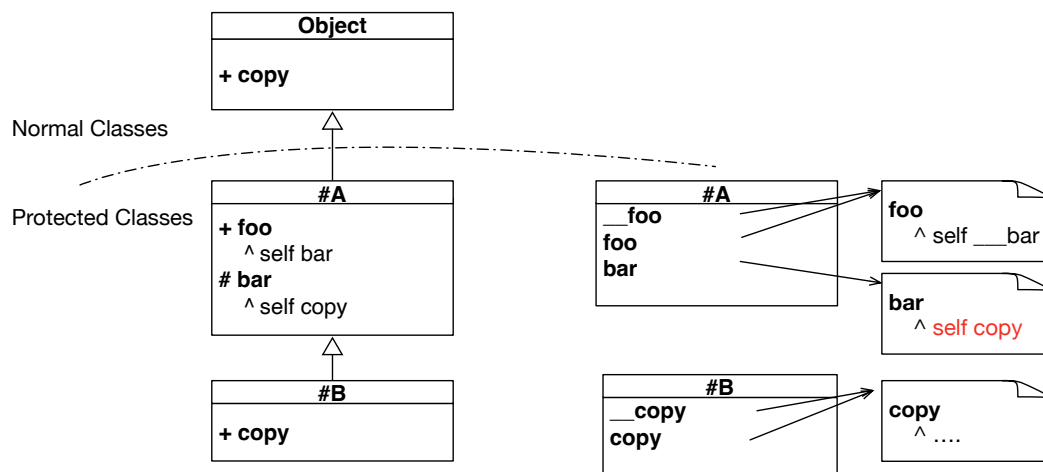 Object
+ copy
Normal Classes
Protected Classes
#A
+ foo
^ self bar
# bar
^ self copy
#B
+ copy
#A
__foo
foo
bar
foo
^ self ___bar
bar
^ self copy
#B
__copy
copy
copy
^ ....